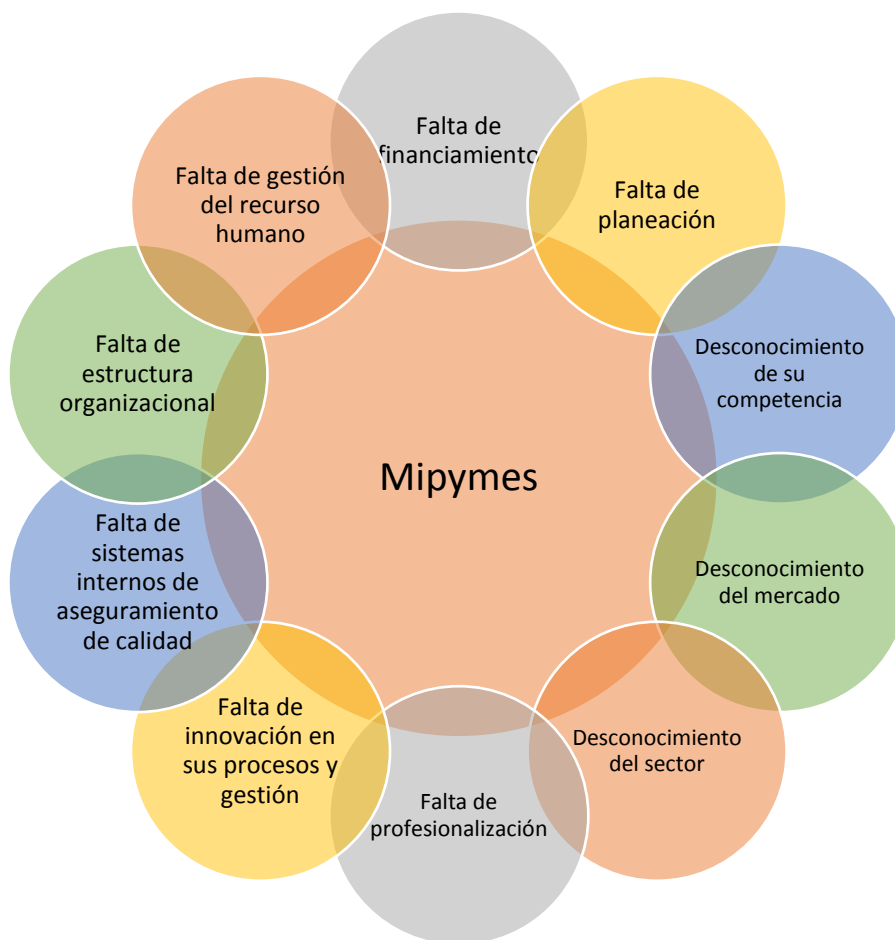 Falta de
financiamiento
Falta de
planeación
Desconocimiento
de su
competencia
Desconocimiento
del mercado
Desconocimiento
del sector
Falta de
profesionalización
Falta de
innovación en
sus procesos y
gestión
Falta de
sistemas
internos de
aseguramiento
de calidad
Falta de
estructura
organizacional
Falta de gestión
del recurso
humano
Mipymes